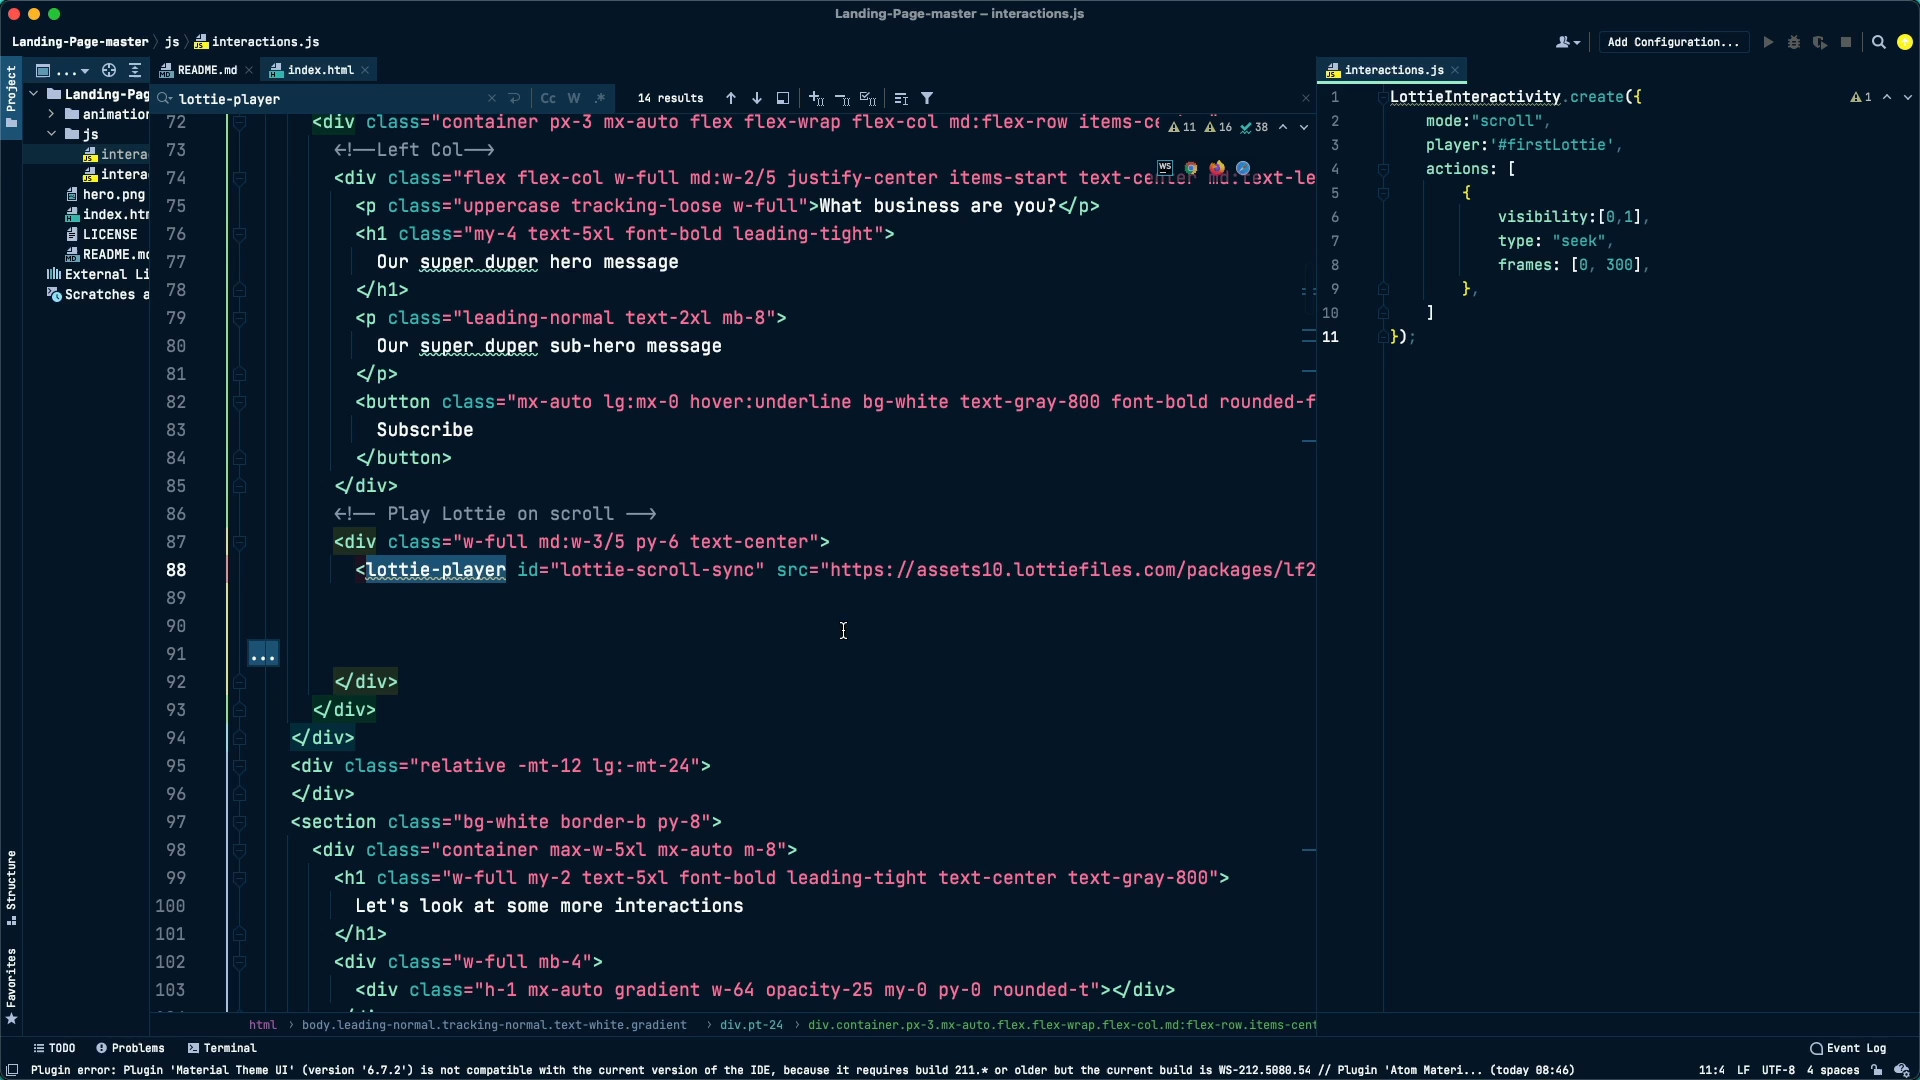 Landing-Page-master – interactions.js
Landing-Page-master js interactions.js
Add Configuration...
Project
...
README.md
index.html
interactions.js
Landing-Pag
animation
js
intera
intera
hero.png
index.htm
LICENSE
README.md
External Li
Scratches a
lottie-player
Cc W .*
14 results
11 16 38
WS
72 <div class="container px-3 mx-auto flex flex-wrap flex-col md:flex-row items-ce
73 <!--Left Col-->
74 <div class="flex flex-col w-full md:w-2/5 justify-center items-start text-center md:text-le
75 <p class="uppercase tracking-loose w-full">What business are you?</p>
76 <h1 class="my-4 text-5xl font-bold leading-tight">
77 Our super duper hero message
78 </h1>
79 <p class="leading-normal text-2xl mb-8">
80 Our super duper sub-hero message
81 </p>
82 <button class="mx-auto lg:mx-0 hover:underline bg-white text-gray-800 font-bold rounded-f
83 Subscribe
84 </button>
85 </div>
86 <!-- Play Lottie on scroll -->
87 <div class="w-full md:w-3/5 py-6 text-center">
88 <lottie-player id="lottie-scroll-sync" src="https://assets10.lottiefiles.com/packages/lf2
89
90
91 ...
92 </div>
93 </div>
94 </div>
95 <div class="relative -mt-12 lg:-mt-24">
96 </div>
97 <section class="bg-white border-b py-8">
98 <div class="container max-w-5xl mx-auto m-8">
99 <h1 class="w-full my-2 text-5xl font-bold leading-tight text-center text-gray-800">
100 Let's look at some more interactions
101 </h1>
102 <div class="w-full mb-4">
103 <div class="h-1 mx-auto gradient w-64 opacity-25 my-0 py-0 rounded-t"></div>
1 LottieInteractivity.create({
2 mode:"scroll",
3 player:'#firstLottie',
4 actions: [
5 {
6 visibility:[0,1],
7 type: "seek",
8 frames: [0, 300],
9 },
10 ]
11 });
1
Structure
Favorites
html body.leading-normal.tracking-normal.text-white.gradient div.pt-24 div.container.px-3.mx-auto.flex.flex-wrap.flex-col.md:flex-row.items-cent
TODO Problems Terminal
Event Log
Plugin error: Plugin 'Material Theme UI' (version '6.7.2') is not compatible with the current version of the IDE, because it requires build 211.* or older but the current build is WS-212.5080.54 // Plugin 'Atom Materi... (today 08:46)
11:4 LF UTF-8 4 spaces